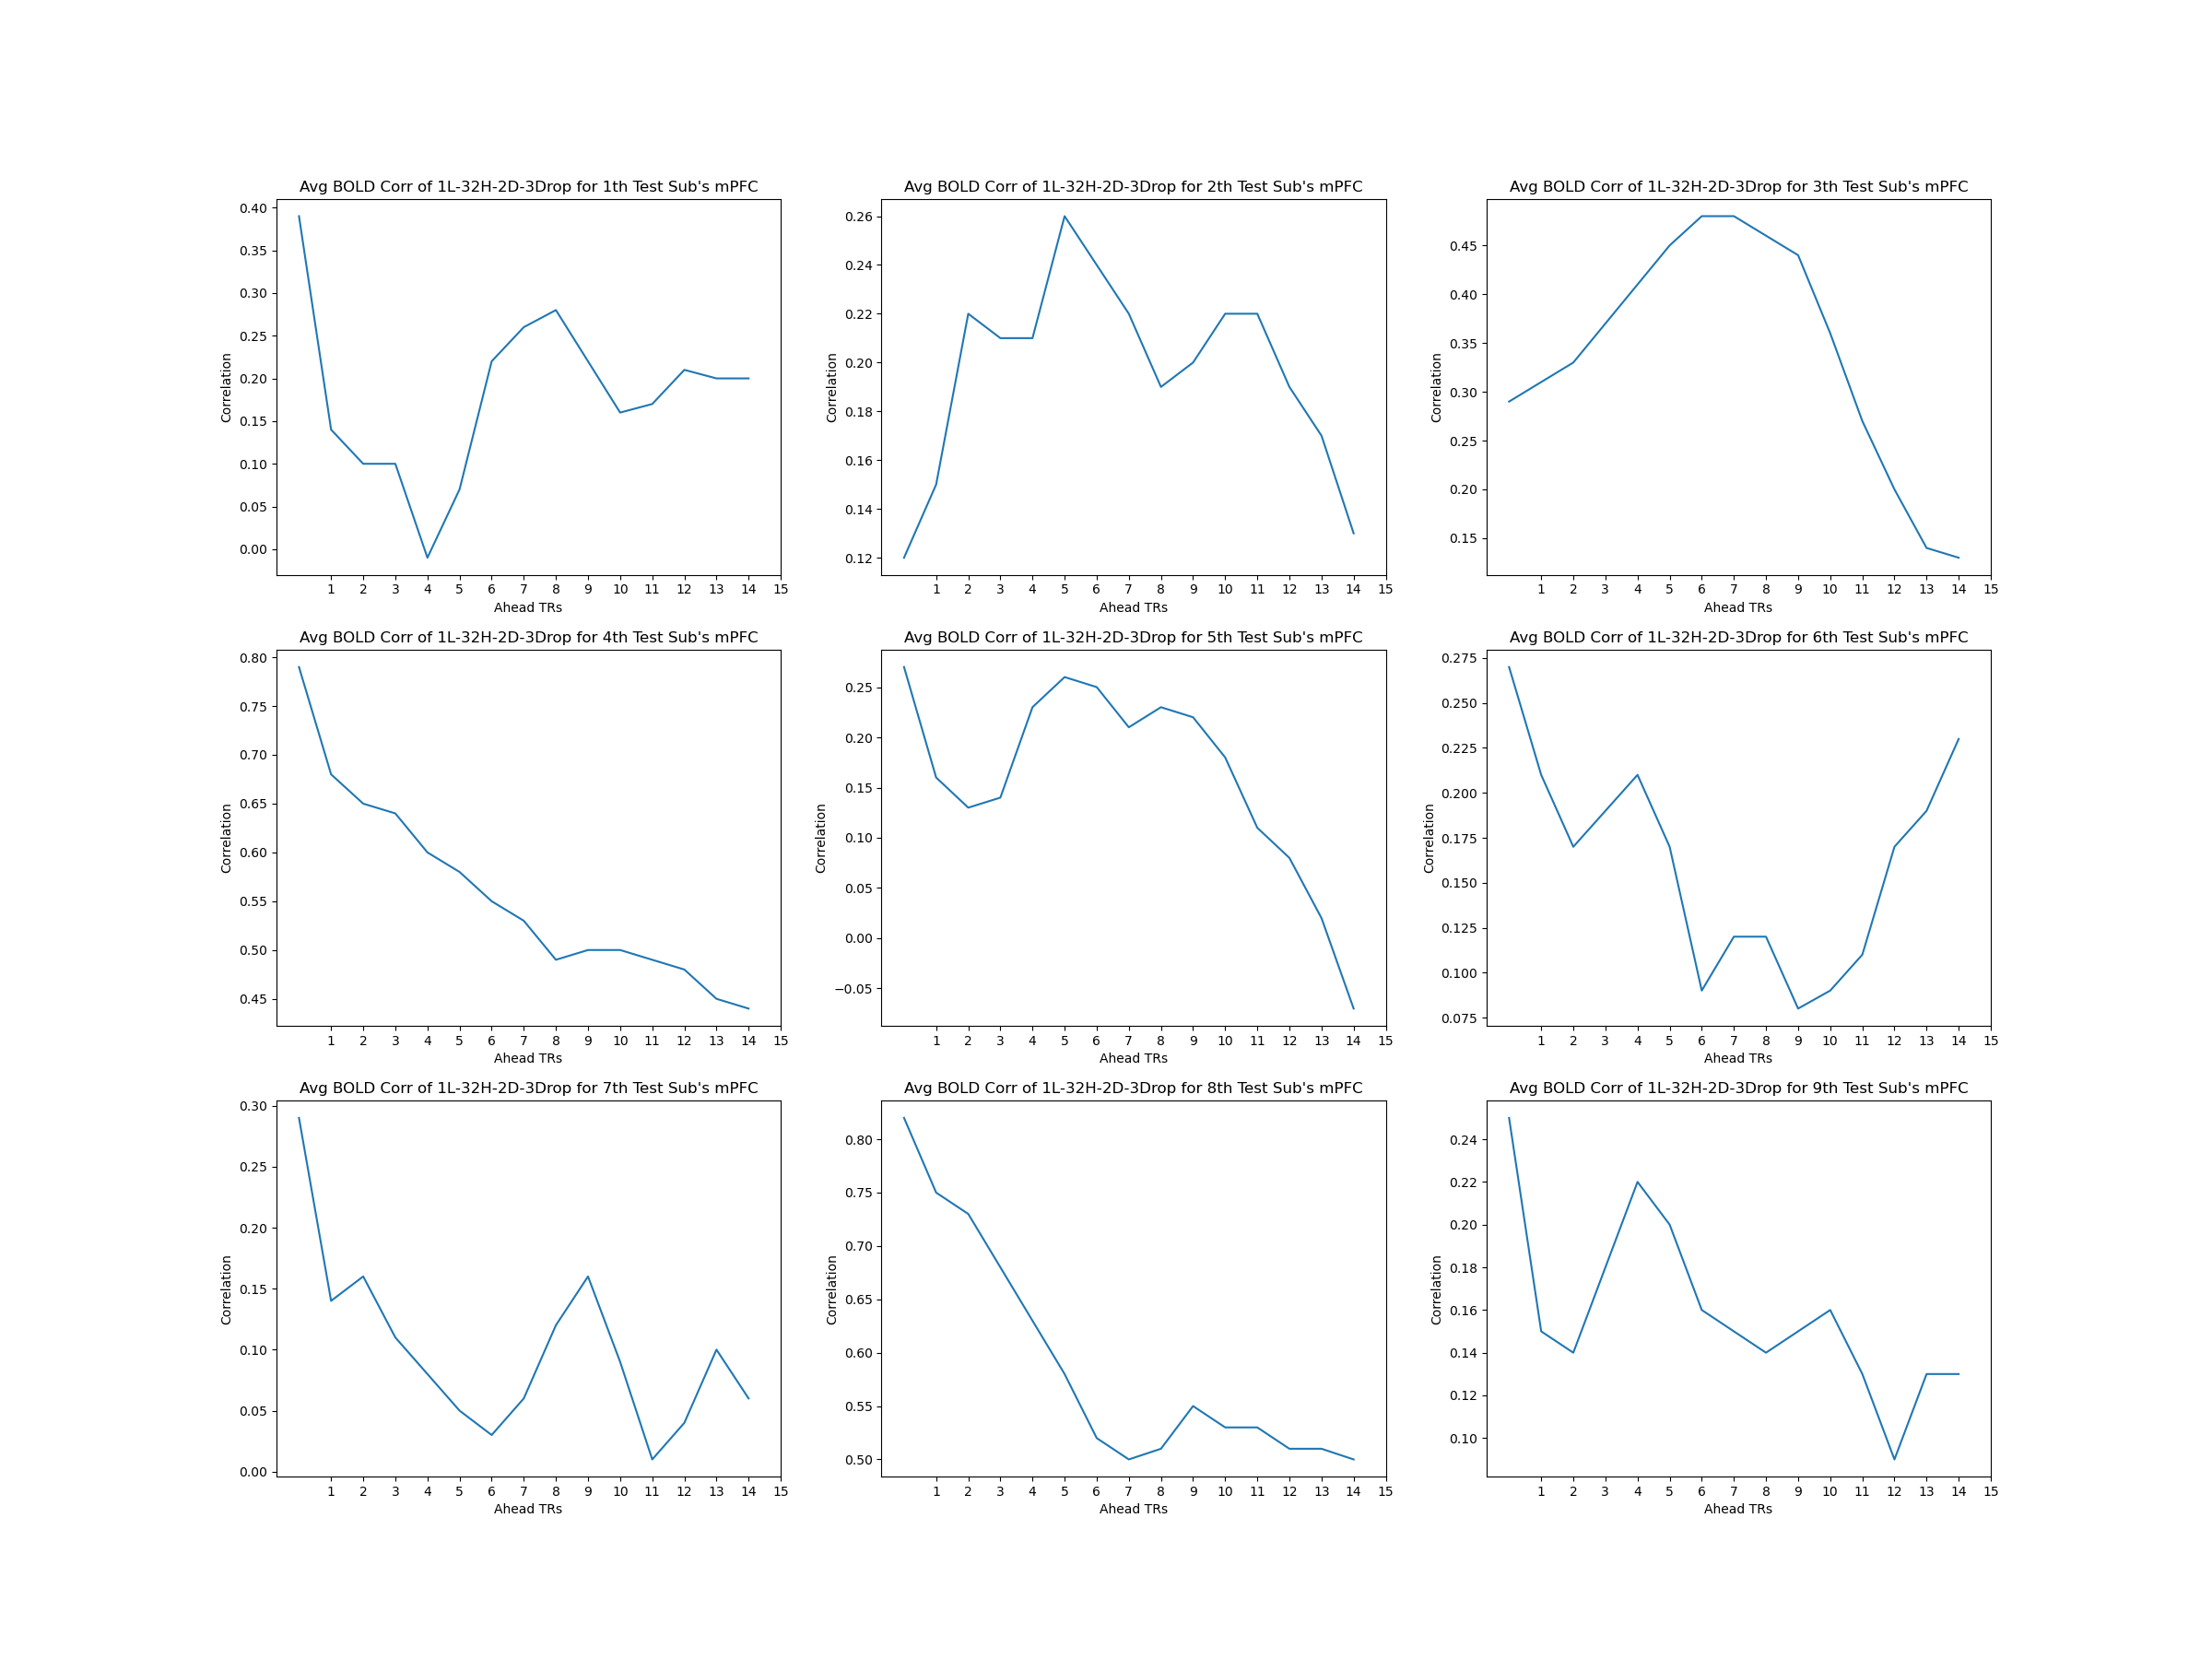 Avg BOLD Corr of 1L-32H-2D-3Drop for 1th Test Sub's mPFC
0.40
0.35
0.30
0.25
0.20
0.15
0.10
0.05
0.00
Correlation
1 2 3 4 5 6 7 8 9 10 11 12 13 14 15
Ahead TRs
Avg BOLD Corr of 1L-32H-2D-3Drop for 2th Test Sub's mPFC
0.26
0.24
0.22
0.20
0.18
0.16
0.14
0.12
Correlation
1 2 3 4 5 6 7 8 9 10 11 12 13 14 15
Ahead TRs
Avg BOLD Corr of 1L-32H-2D-3Drop for 3th Test Sub's mPFC
0.45
0.40
0.35
0.30
0.25
0.20
0.15
Correlation
1 2 3 4 5 6 7 8 9 10 11 12 13 14 15
Ahead TRs
Avg BOLD Corr of 1L-32H-2D-3Drop for 4th Test Sub's mPFC
0.80
0.75
0.70
0.65
0.60
0.55
0.50
0.45
Correlation
1 2 3 4 5 6 7 8 9 10 11 12 13 14 15
Ahead TRs
Avg BOLD Corr of 1L-32H-2D-3Drop for 5th Test Sub's mPFC
0.25
0.20
0.15
0.10
0.05
0.00
−0.05
Correlation
1 2 3 4 5 6 7 8 9 10 11 12 13 14 15
Ahead TRs
Avg BOLD Corr of 1L-32H-2D-3Drop for 6th Test Sub's mPFC
0.275
0.250
0.225
0.200
0.175
0.150
0.125
0.100
0.075
Correlation
1 2 3 4 5 6 7 8 9 10 11 12 13 14 15
Ahead TRs
Avg BOLD Corr of 1L-32H-2D-3Drop for 7th Test Sub's mPFC
0.30
0.25
0.20
0.15
0.10
0.05
0.00
Correlation
1 2 3 4 5 6 7 8 9 10 11 12 13 14 15
Ahead TRs
Avg BOLD Corr of 1L-32H-2D-3Drop for 8th Test Sub's mPFC
0.80
0.75
0.70
0.65
0.60
0.55
0.50
Correlation
1 2 3 4 5 6 7 8 9 10 11 12 13 14 15
Ahead TRs
Avg BOLD Corr of 1L-32H-2D-3Drop for 9th Test Sub's mPFC
0.24
0.22
0.20
0.18
0.16
0.14
0.12
0.10
Correlation
1 2 3 4 5 6 7 8 9 10 11 12 13 14 15
Ahead TRs